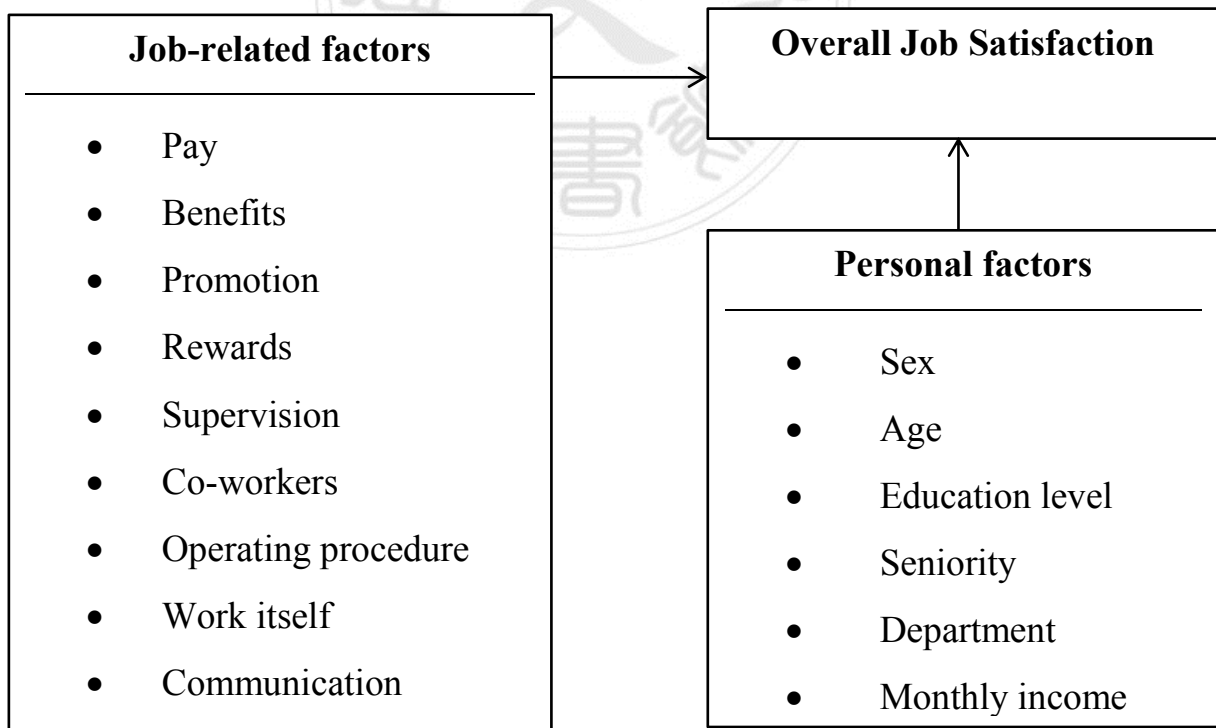 Job-related factors
• Pay
• Benefits
• Promotion
• Rewards
• Supervision
• Co-workers
• Operating procedure
• Work itself
• Communication
Overall Job Satisfaction
Personal factors
• Sex
• Age
• Education level
• Seniority
• Department
• Monthly income
書